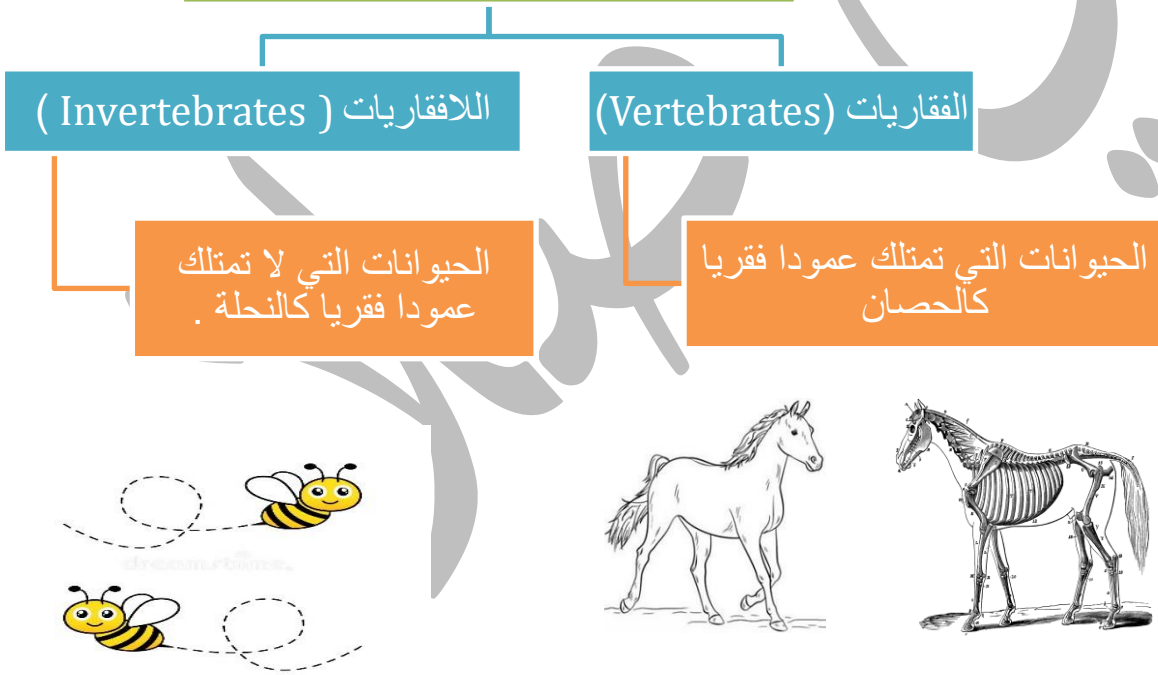 الفقاريات (Vertebrates)
اللافقاريات ( Invertebrates )
الحيوانات التي تمتلك عمودا فقريا
كالحصان
الحيوانات التي لا تمتلك
عمودا فقريا كالنحلة .